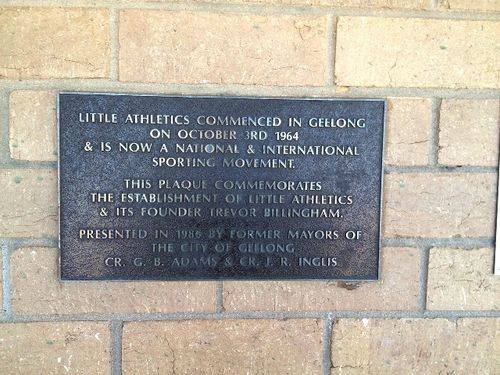 LITTLE ATHLETICS COMMENCED IN GEELONG
ON OCTOBER 3RD 1964
& IS NOW A NATIONAL & INTERNATIONAL
SPORTING MOVEMENT.
THIS PLAQUE COMMEMORATES
THE ESTABLISHMENT OF LITTLE ATHLETICS
& ITS FOUNDER TREVOR BILLINGHAM.
PRESENTED IN 1986 BY FORMER MAYORS OF
THE CITY OF GEELONG
CR. G. B. ADAMS & CR. J. R. INGLIS